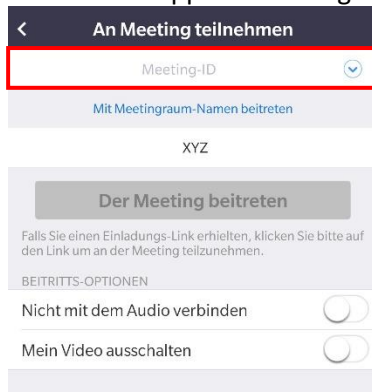 An Meeting teilnehmen
Meeting-ID
Mit Meetingraum-Namen beitreten
XYZ
Der Meeting beitreten
Falls Sie einen Einladungs-Link erhielten, klicken Sie bitte auf
den Link um an der Meeting teilzunehmen.
BEITRITTS-OPTIONEN
Nicht mit dem Audio verbinden
Mein Video ausschalten